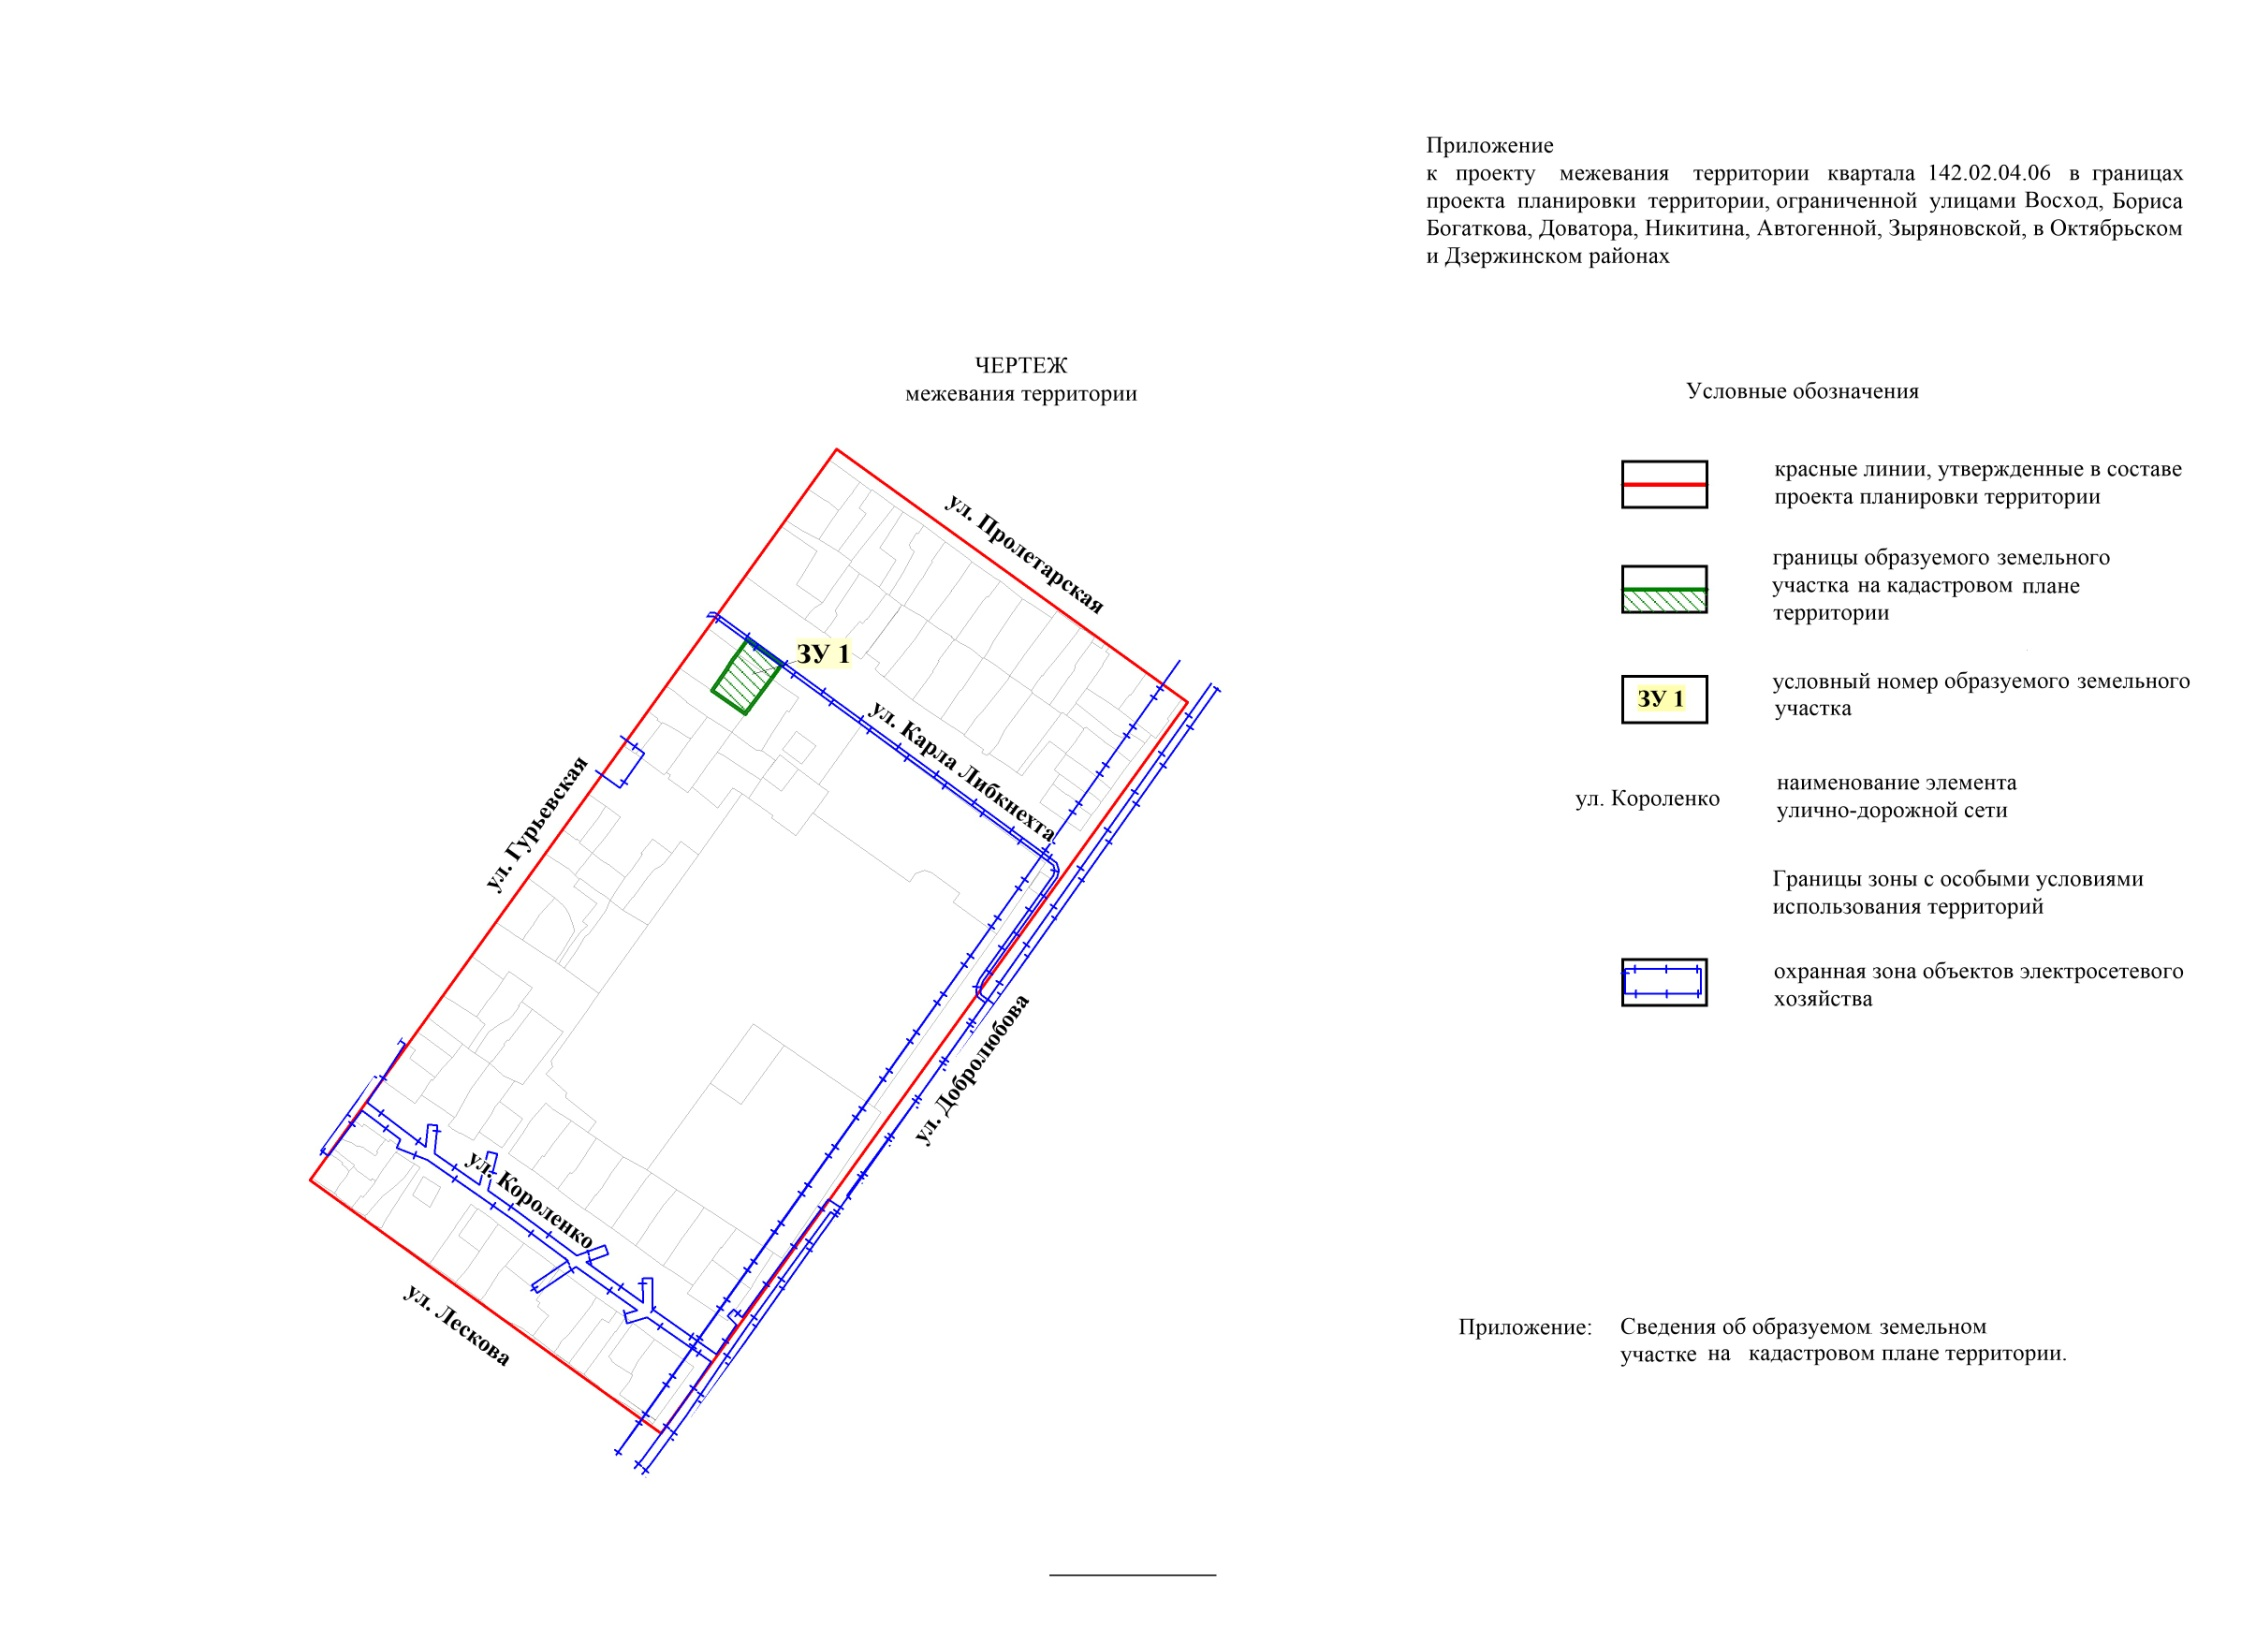 Приложение
к проекту межевания территории квартала 142.02.04.06 в границах
проекта планировки территории, ограниченной улицами Восход, Бориса
Богаткова, Доватора, Никитина, Автогенной, Зыряновской, в Октябрьском
и Дзержинском районах
ЧЕРТЕЖ
межевания территории
ул. Пролетарская
ЗУ 1
ул. Карла Либкнехта
ул. Гурьевская
ул. Добролюбова
ул. Короленко
ул. Лескова
Условные обозначения
красные линии, утвержденные в составе
проекта планировки территории
границы образуемого земельного
участка на кадастровом плане
территории
ЗУ 1
условный номер образуемого земельного
участка
ул. Короленко
наименование элемента
улично-дорожной сети
Границы зоны с особыми условиями
использования территорий
охранная зона объектов электросетевого
хозяйства
Приложение: Сведения об образуемом земельном
участке на кадастровом плане территории.